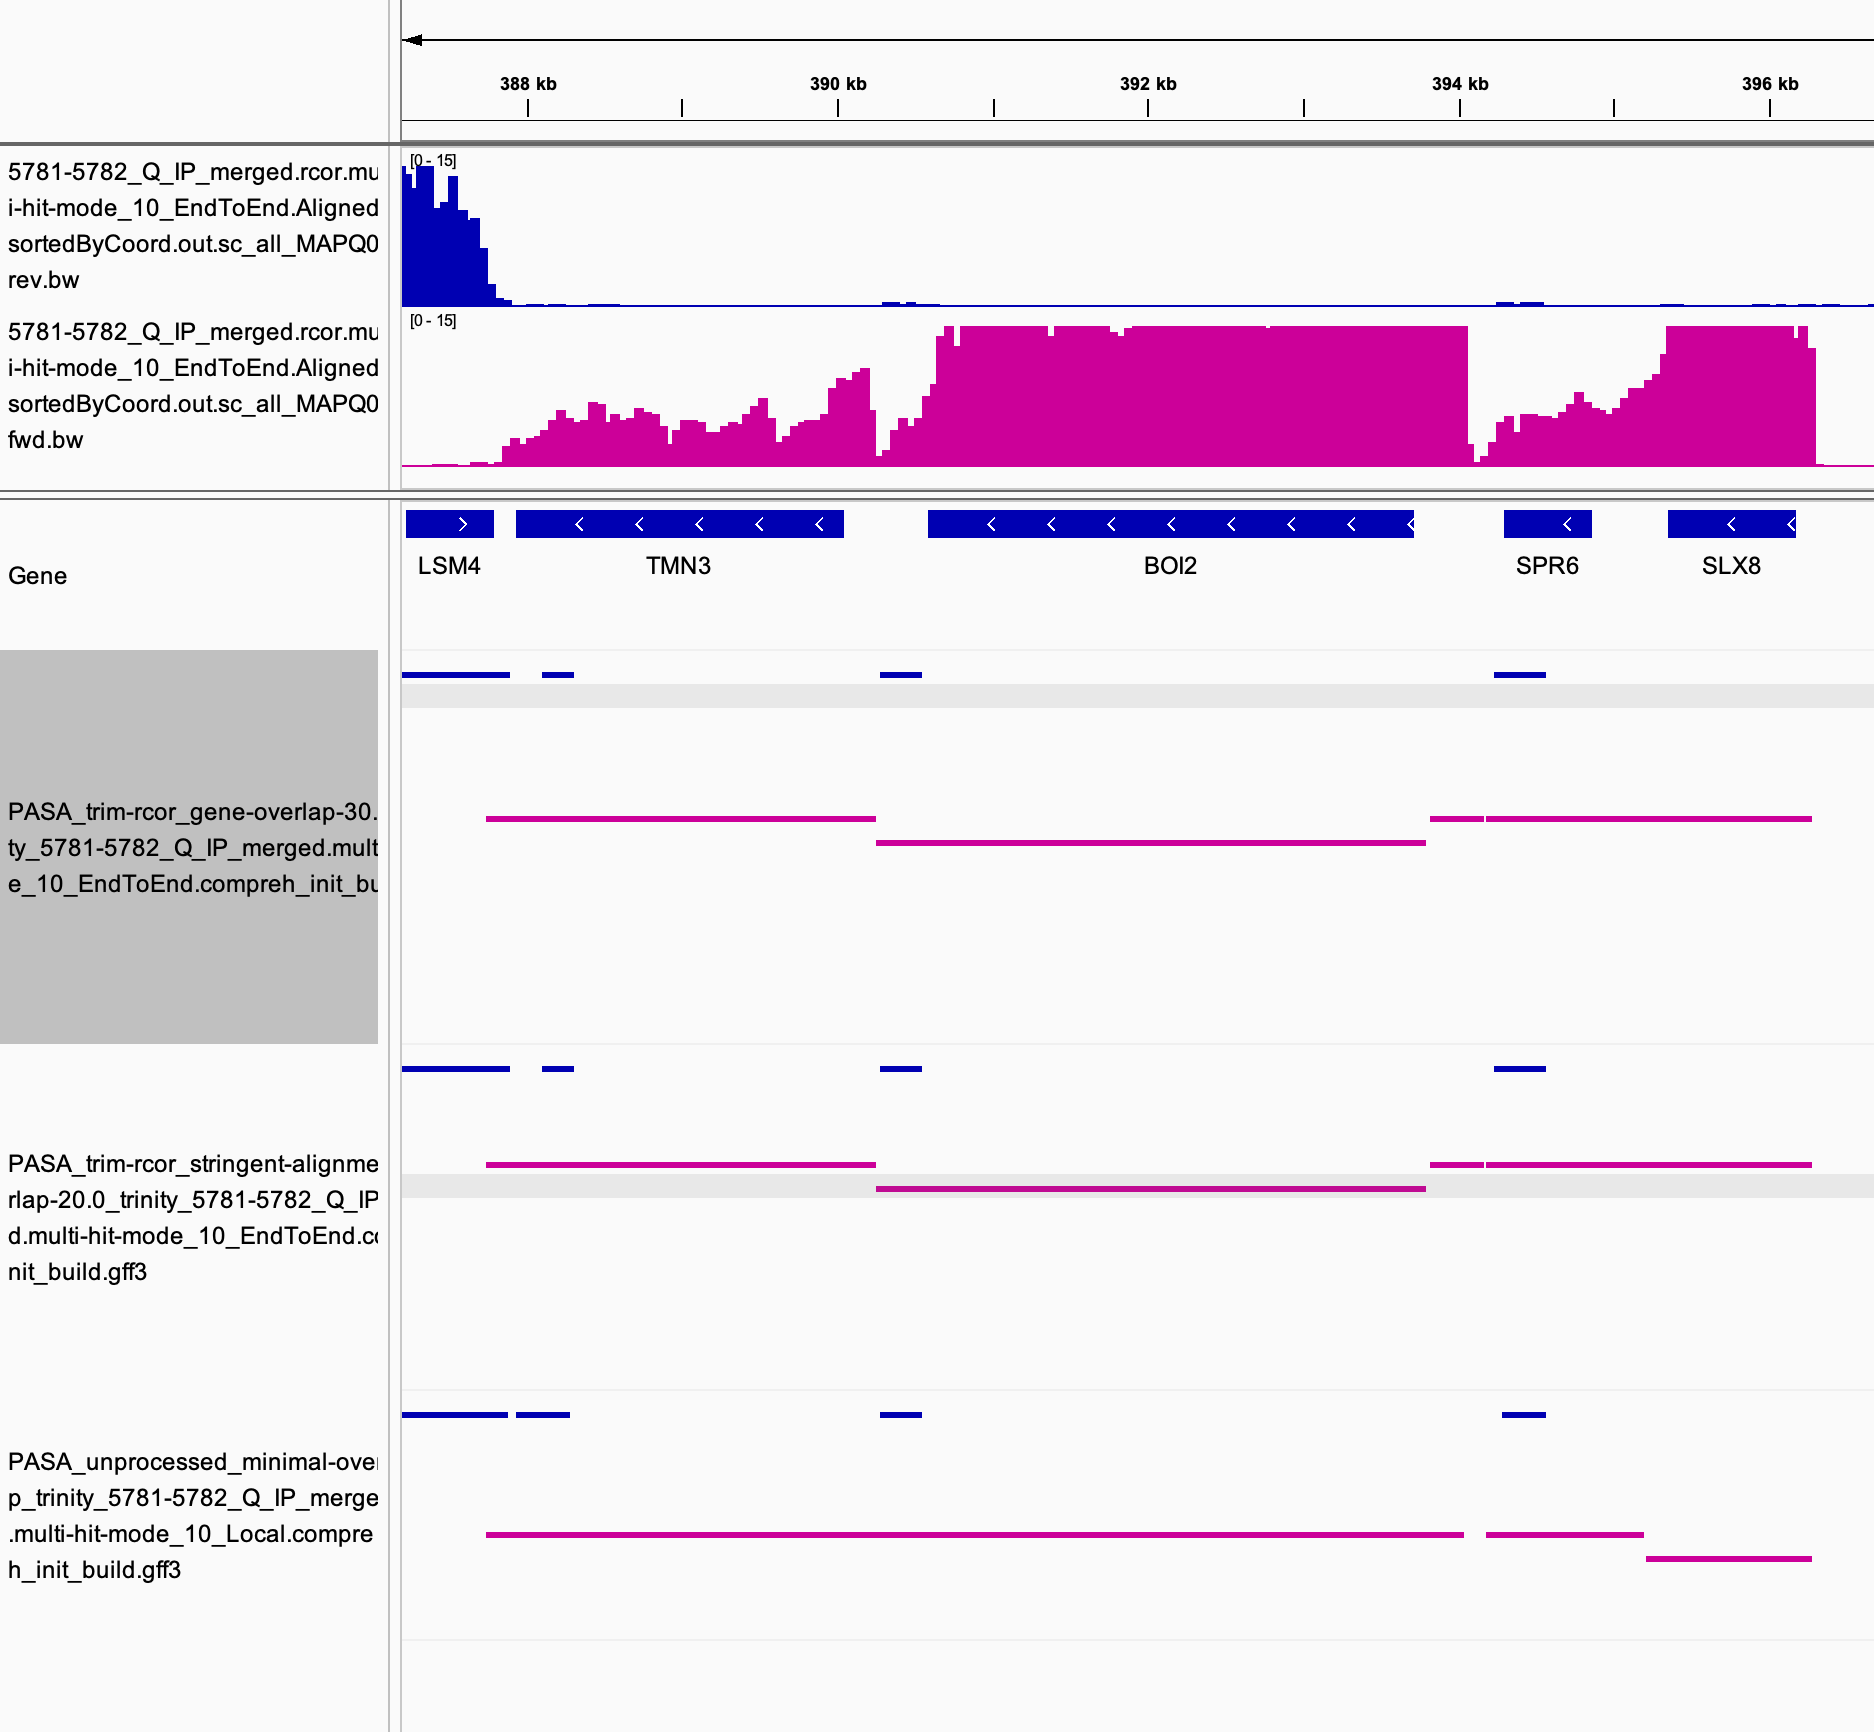 388 kb 390 kb 392 kb 394 kb 396 kb
[0 - 15]
5781-5782_Q_IP_merged.rcor.mu
i-hit-mode_10_EndToEnd.Aligned
sortedByCoord.out.sc_all_MAPQ0
rev.bw
[0 - 15]
5781-5782_Q_IP_merged.rcor.mu
i-hit-mode_10_EndToEnd.Aligned
sortedByCoord.out.sc_all_MAPQ0
fwd.bw
LSM4 TMN3 BOI2 SPR6 SLX8
Gene
PASA_trim-rcor_gene-overlap-30.
ty_5781-5782_Q_IP_merged.mult
e_10_EndToEnd.compreh_init_bu
PASA_trim-rcor_stringent-alignme
rlap-20.0_trinity_5781-5782_Q_IP
d.multi-hit-mode_10_EndToEnd.co
nit_build.gff3
PASA_unprocessed_minimal-over
p_trinity_5781-5782_Q_IP_merge
.multi-hit-mode_10_Local.compre
h_init_build.gff3